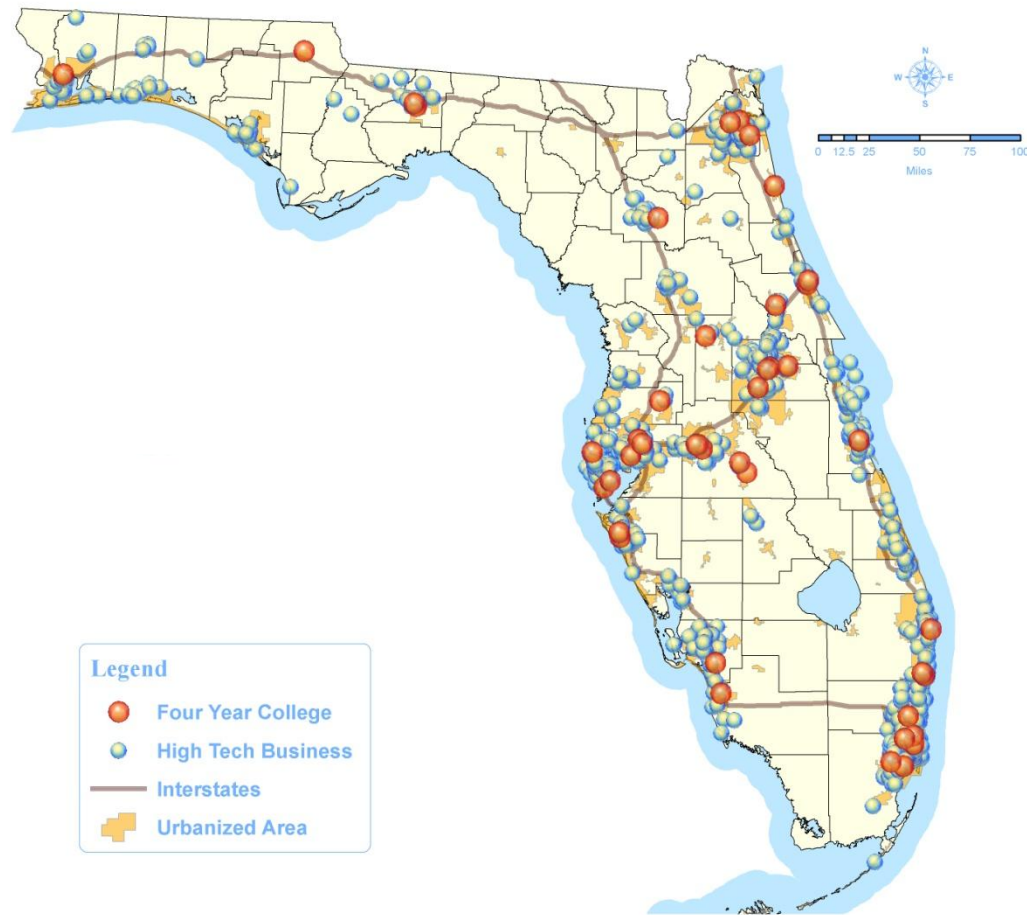 N
W E
S
0 12.5 25 50 75 100
Miles
Legend
Four Year College
High Tech Business
Interstates
Urbanized Area